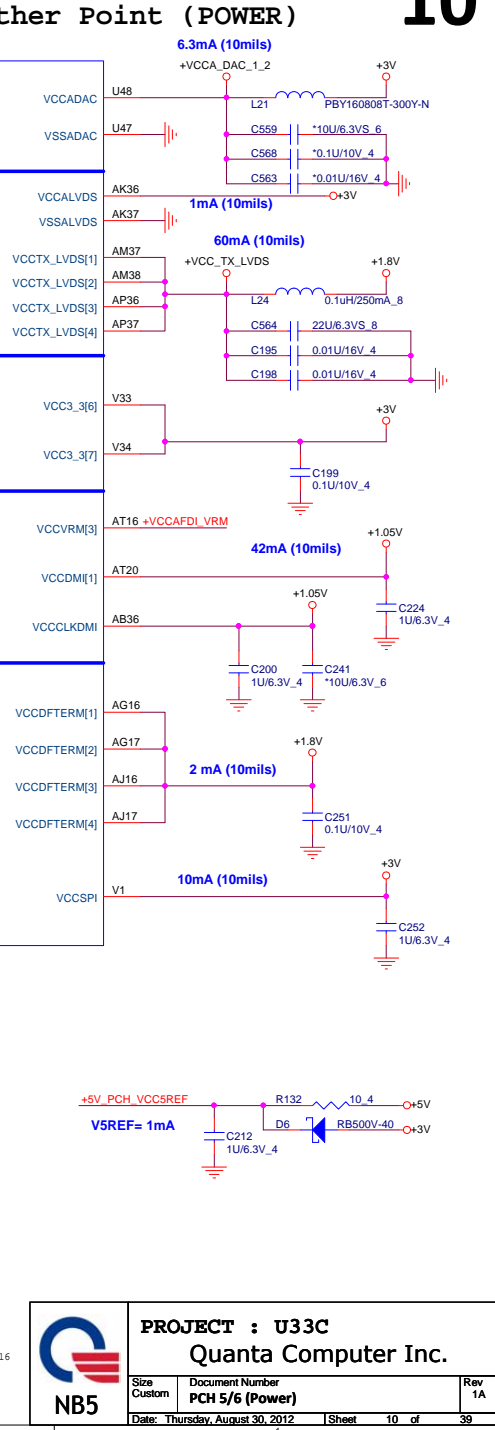 ther Point (POWER)
10
6.3mA (10mils)
+VCCA_DAC_1_2
+3V
VCCADAC
U48
L21
PBY160808T-300Y-N
VSSADAC
U47
C559
*10U/6.3VS_6
C568
*0.1U/10V_4
C563
*0.01U/16V_4
VCCALVDS
AK36
+3V
1mA (10mils)
VSSALVDS
AK37
60mA (10mils)
VCCTX_LVDS[1]
AM37
+VCC_TX_LVDS
+1.8V
VCCTX_LVDS[2]
AM38
VCCTX_LVDS[3]
AP36
L24
0.1uH/250mA_8
VCCTX_LVDS[4]
AP37
C564
22U/6.3VS_8
C195
0.01U/16V_4
C198
0.01U/16V_4
VCC3_3[6]
V33
+3V
VCC3_3[7]
V34
C199
0.1U/10V_4
VCCVRM[3]
AT16
+VCCAFDI_VRM
+1.05V
42mA (10mils)
VCCDMI[1]
AT20
+1.05V
C224
1U/6.3V_4
VCCCLKDMI
AB36
C200
1U/6.3V_4
C241
*10U/6.3V_6
VCCDFTERM[1]
AG16
VCCDFTERM[2]
AG17
+1.8V
2 mA (10mils)
VCCDFTERM[3]
AJ16
VCCDFTERM[4]
AJ17
C251
0.1U/10V_4
+3V
10mA (10mils)
VCCSPI
V1
C252
1U/6.3V_4
+5V_PCH_VCC5REF
R132
10_4
+5V
V5REF= 1mA
D6
RB500V-40
+3V
C212
1U/6.3V_4
16
NB5
PROJECT : U33C
Quanta Computer Inc.
Size
Custom
Document Number
PCH 5/6 (Power)
Rev
1A
Date: Thursday, August 30, 2012
Sheet 10 of 39